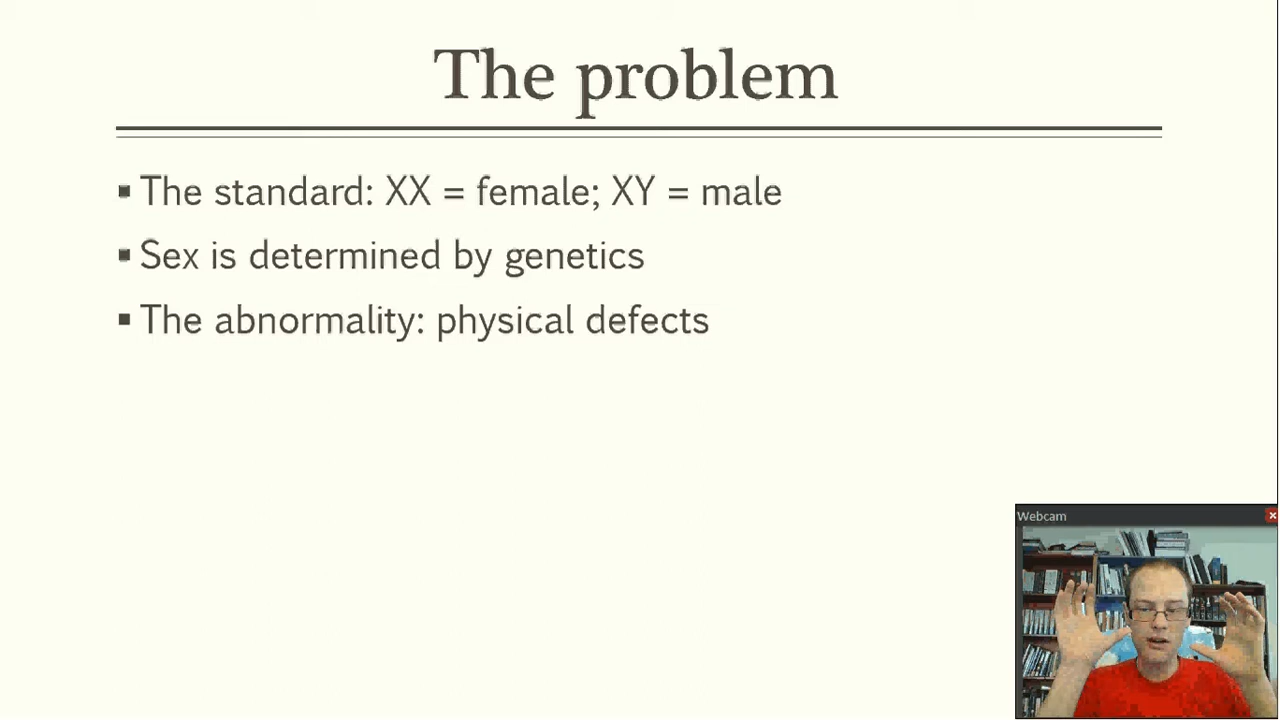 The problem
▪ The standard: XX = female; XY = male
▪ Sex is determined by genetics
▪ The abnormality: physical defects
Webcam